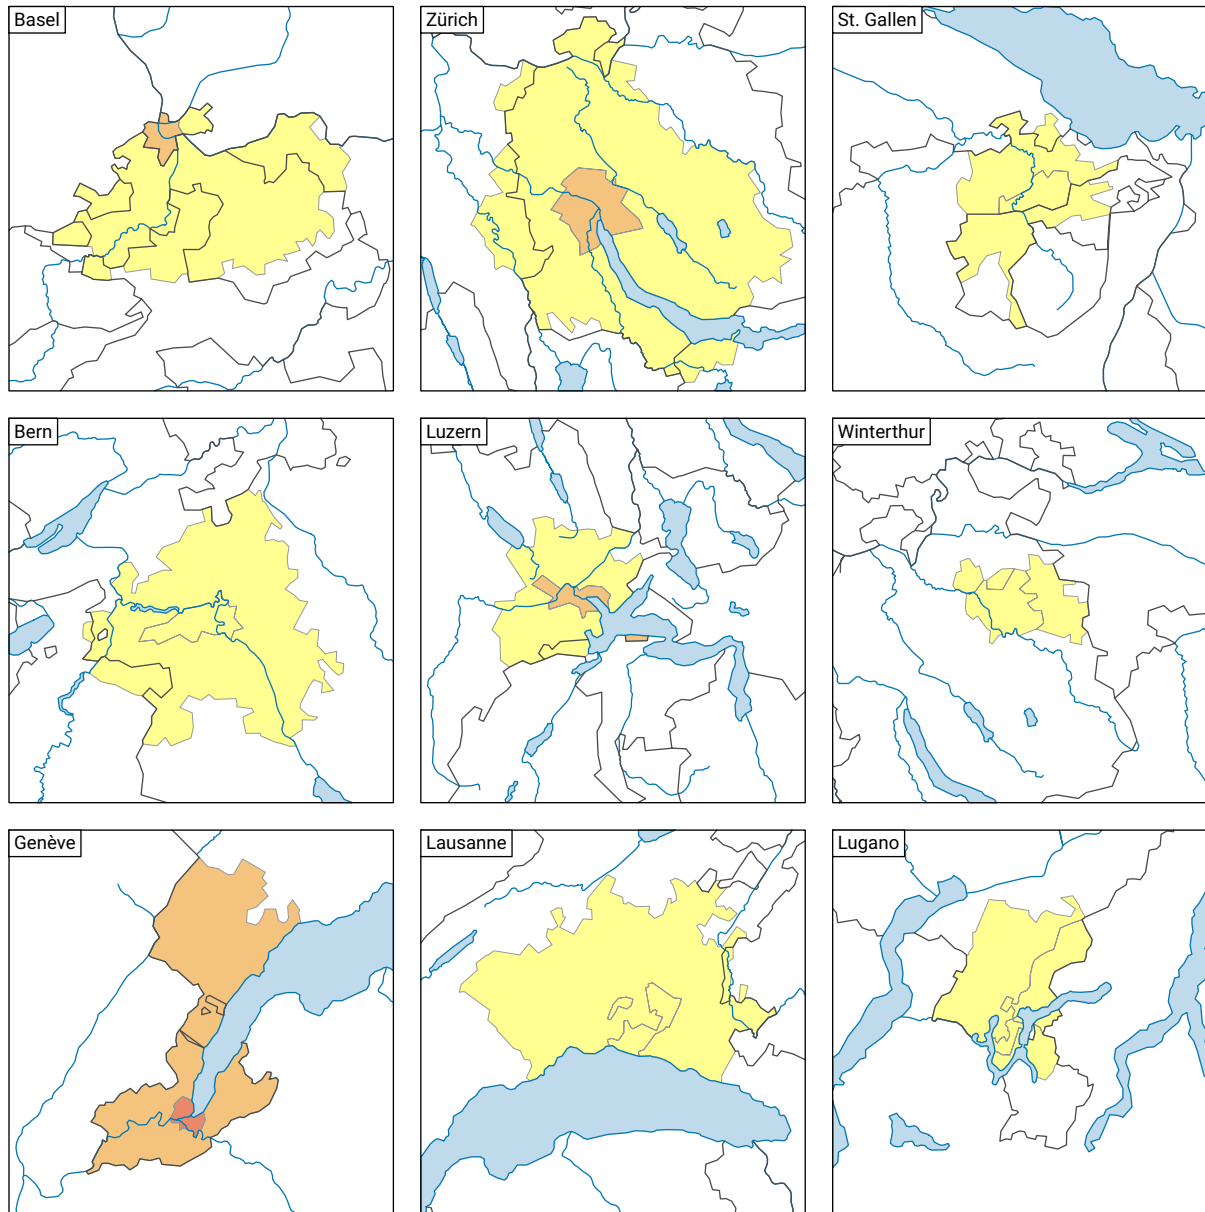 Basel
Zürich
St. Gallen
Bern
Luzern
Winterthur
Genève
Lausanne
Lugano